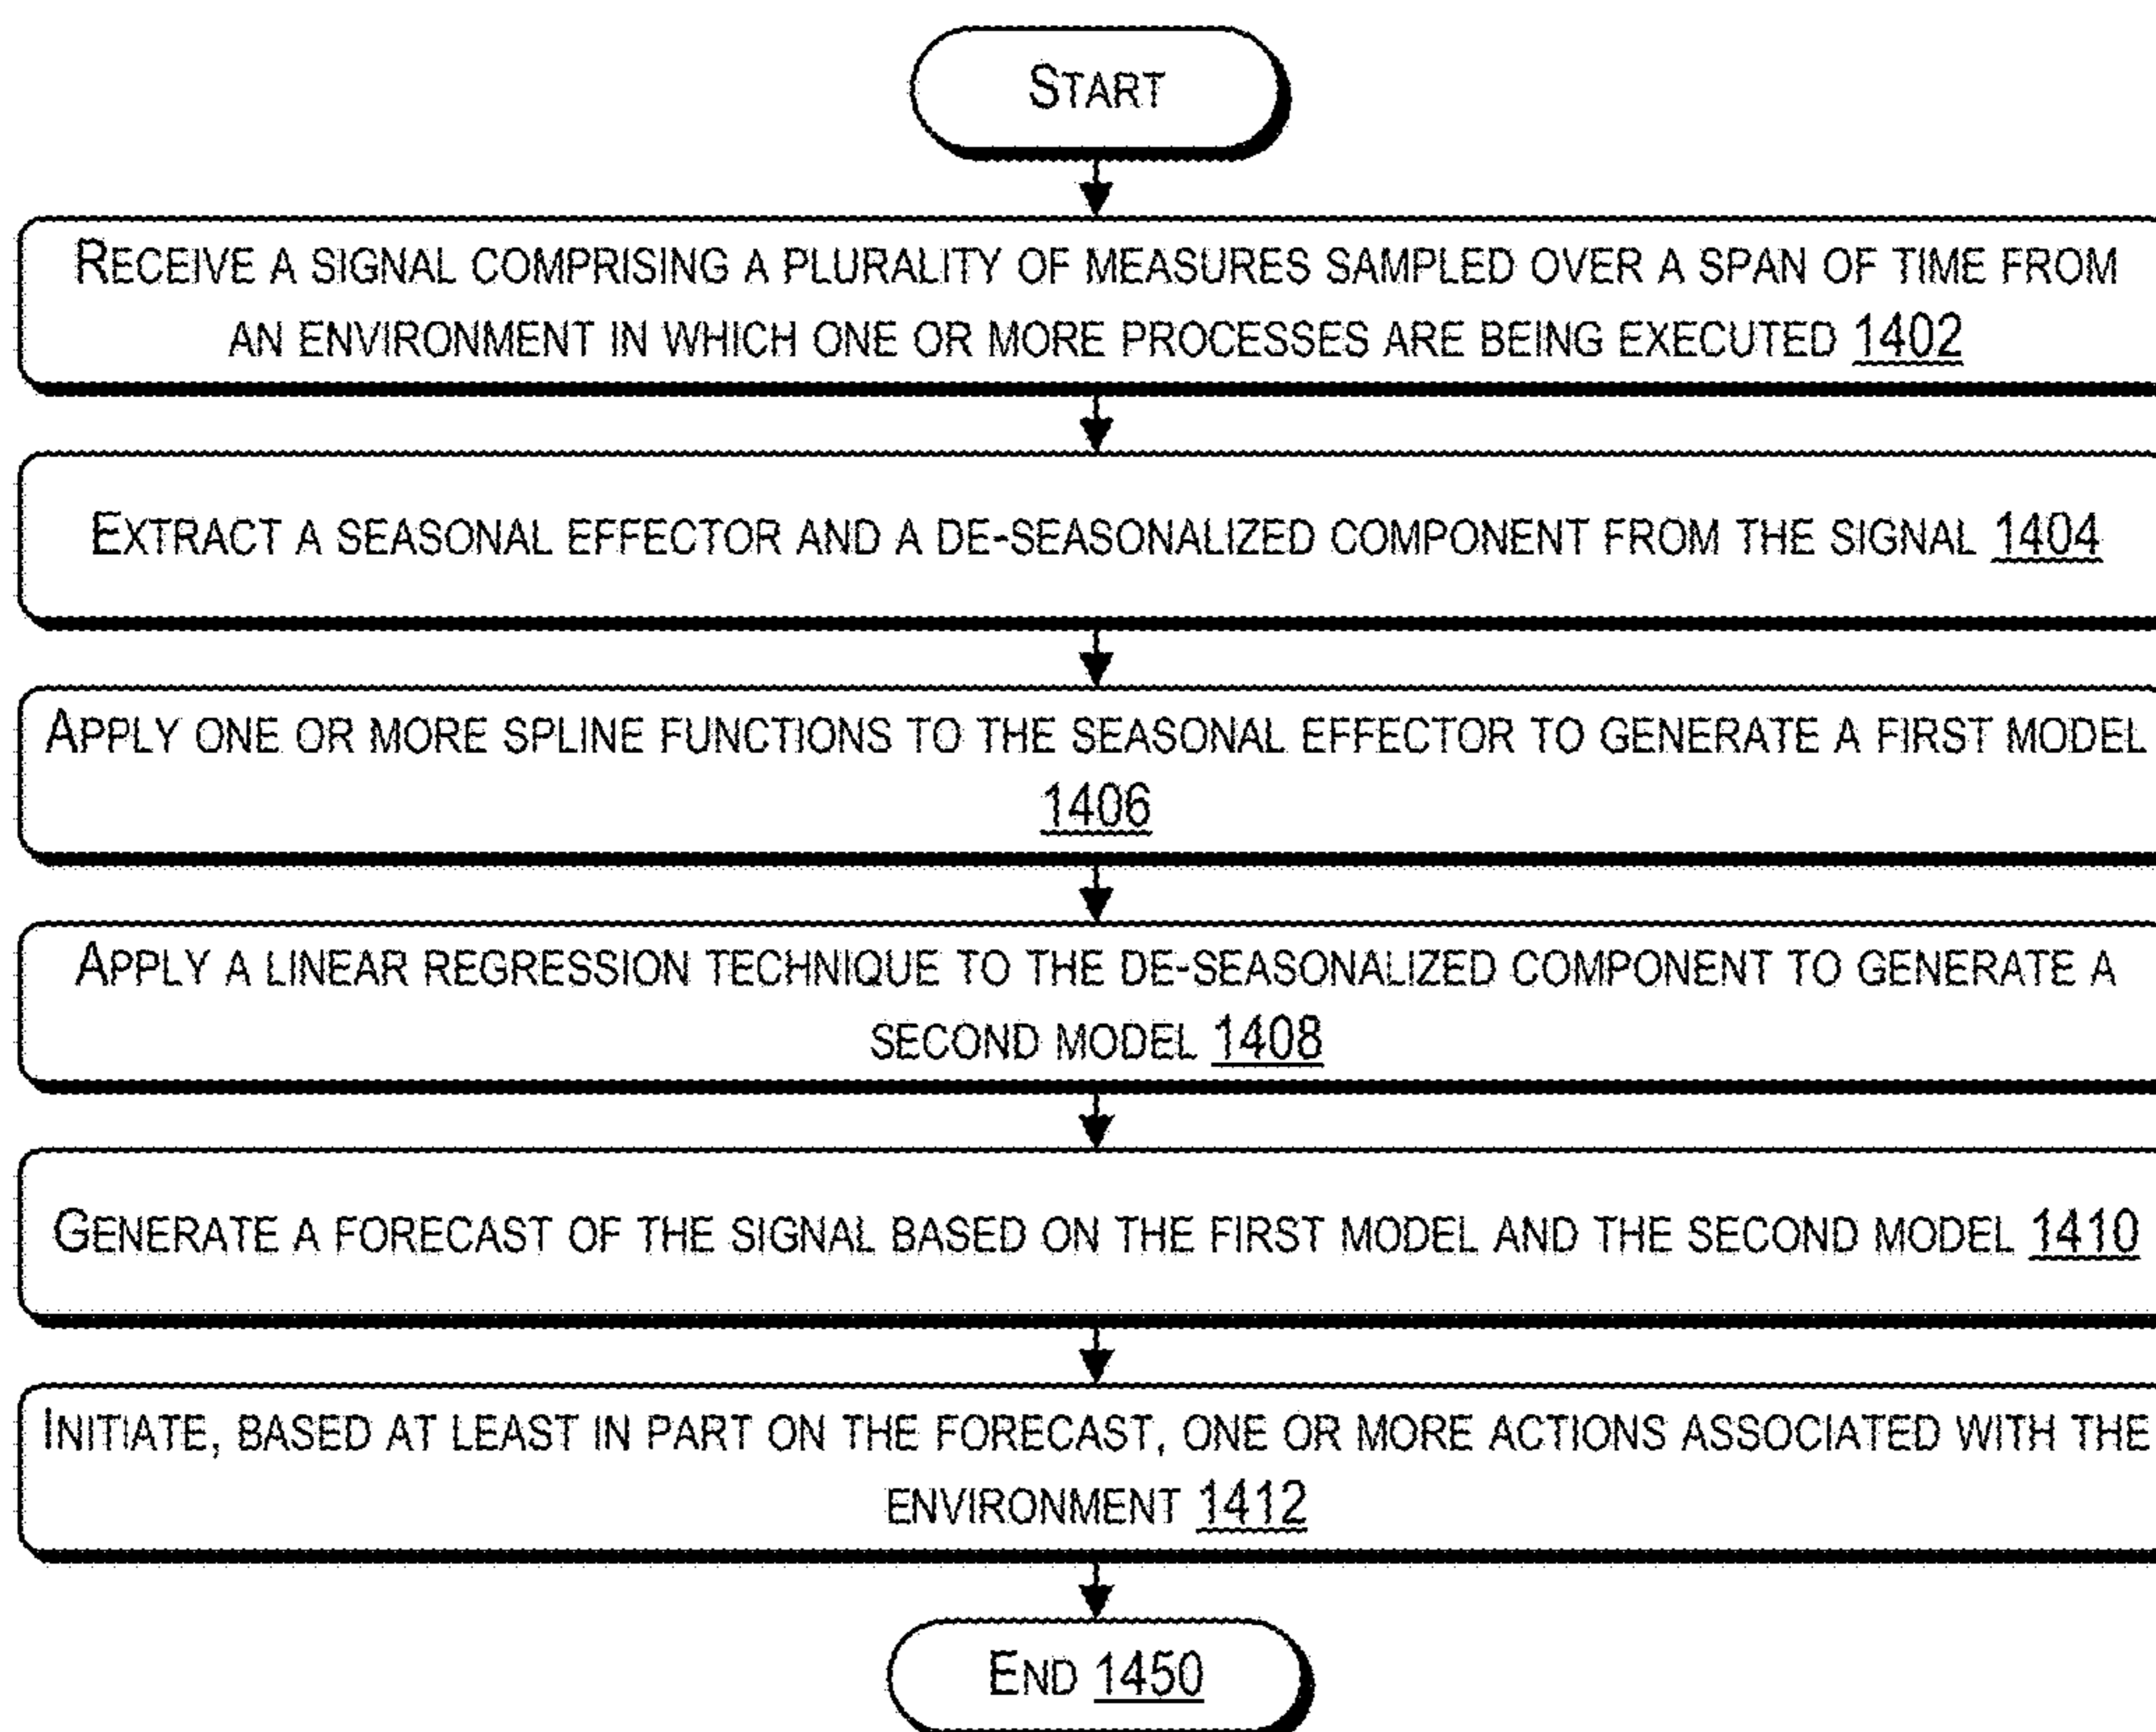 START
RECEIVE A SIGNAL COMPRISING A PLURALITY OF MEASURES SAMPLED OVER A SPAN OF TIME FROM
AN ENVIRONMENT IN WHICH ONE OR MORE PROCESSES ARE BEING EXECUTED 1402
EXTRACT A SEASONAL EFFECTOR AND A DE-SEASONALIZED COMPONENT FROM THE SIGNAL 1404
APPLY ONE OR MORE SPLINE FUNCTIONS TO THE SEASONAL EFFECTOR TO GENERATE A FIRST MODEL
1406
APPLY A LINEAR REGRESSION TECHNIQUE TO THE DE-SEASONALIZED COMPONENT TO GENERATE A
SECOND MODEL 1408
GENERATE A FORECAST OF THE SIGNAL BASED ON THE FIRST MODEL AND THE SECOND MODEL 1410
INITIATE, BASED AT LEAST IN PART ON THE FORECAST, ONE OR MORE ACTIONS ASSOCIATED WITH THE
ENVIRONMENT 1412
END 1450